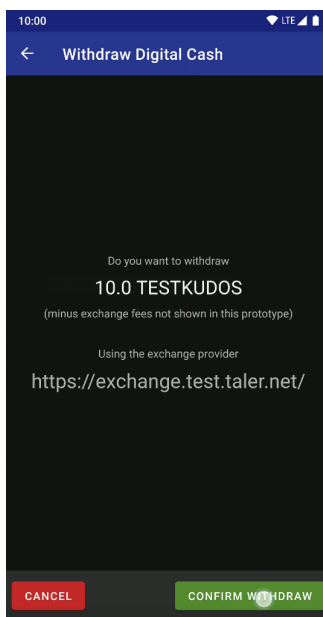 10:00 LTE
Withdraw Digital Cash
Do you want to withdraw
10.0 TESTKUDOS
(minus exchange fees not shown in this prototype)
Using the exchange provider
https://exchange.test.taler.net/
CANCEL CONFIRM WITHDRAW